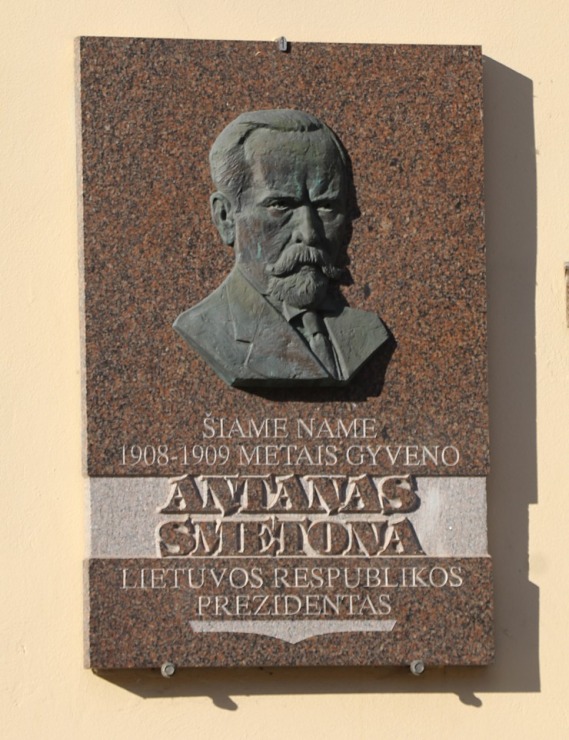 ŠIAME NAME
1908-1909 METAIS GYVENO
ANTANAS
SMETONA
LIETUVOS RESPUBLIKOS
PREZIDENTAS